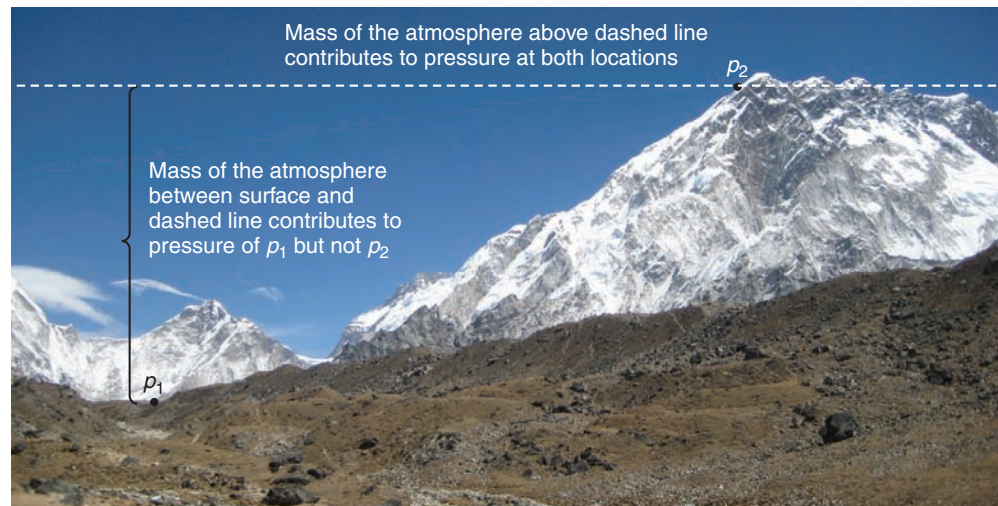 Mass of the atmosphere above dashed line
contributes to pressure at both locations
p2
Mass of the atmosphere
between surface and
dashed line contributes to
pressure of p1 but not p2
p1